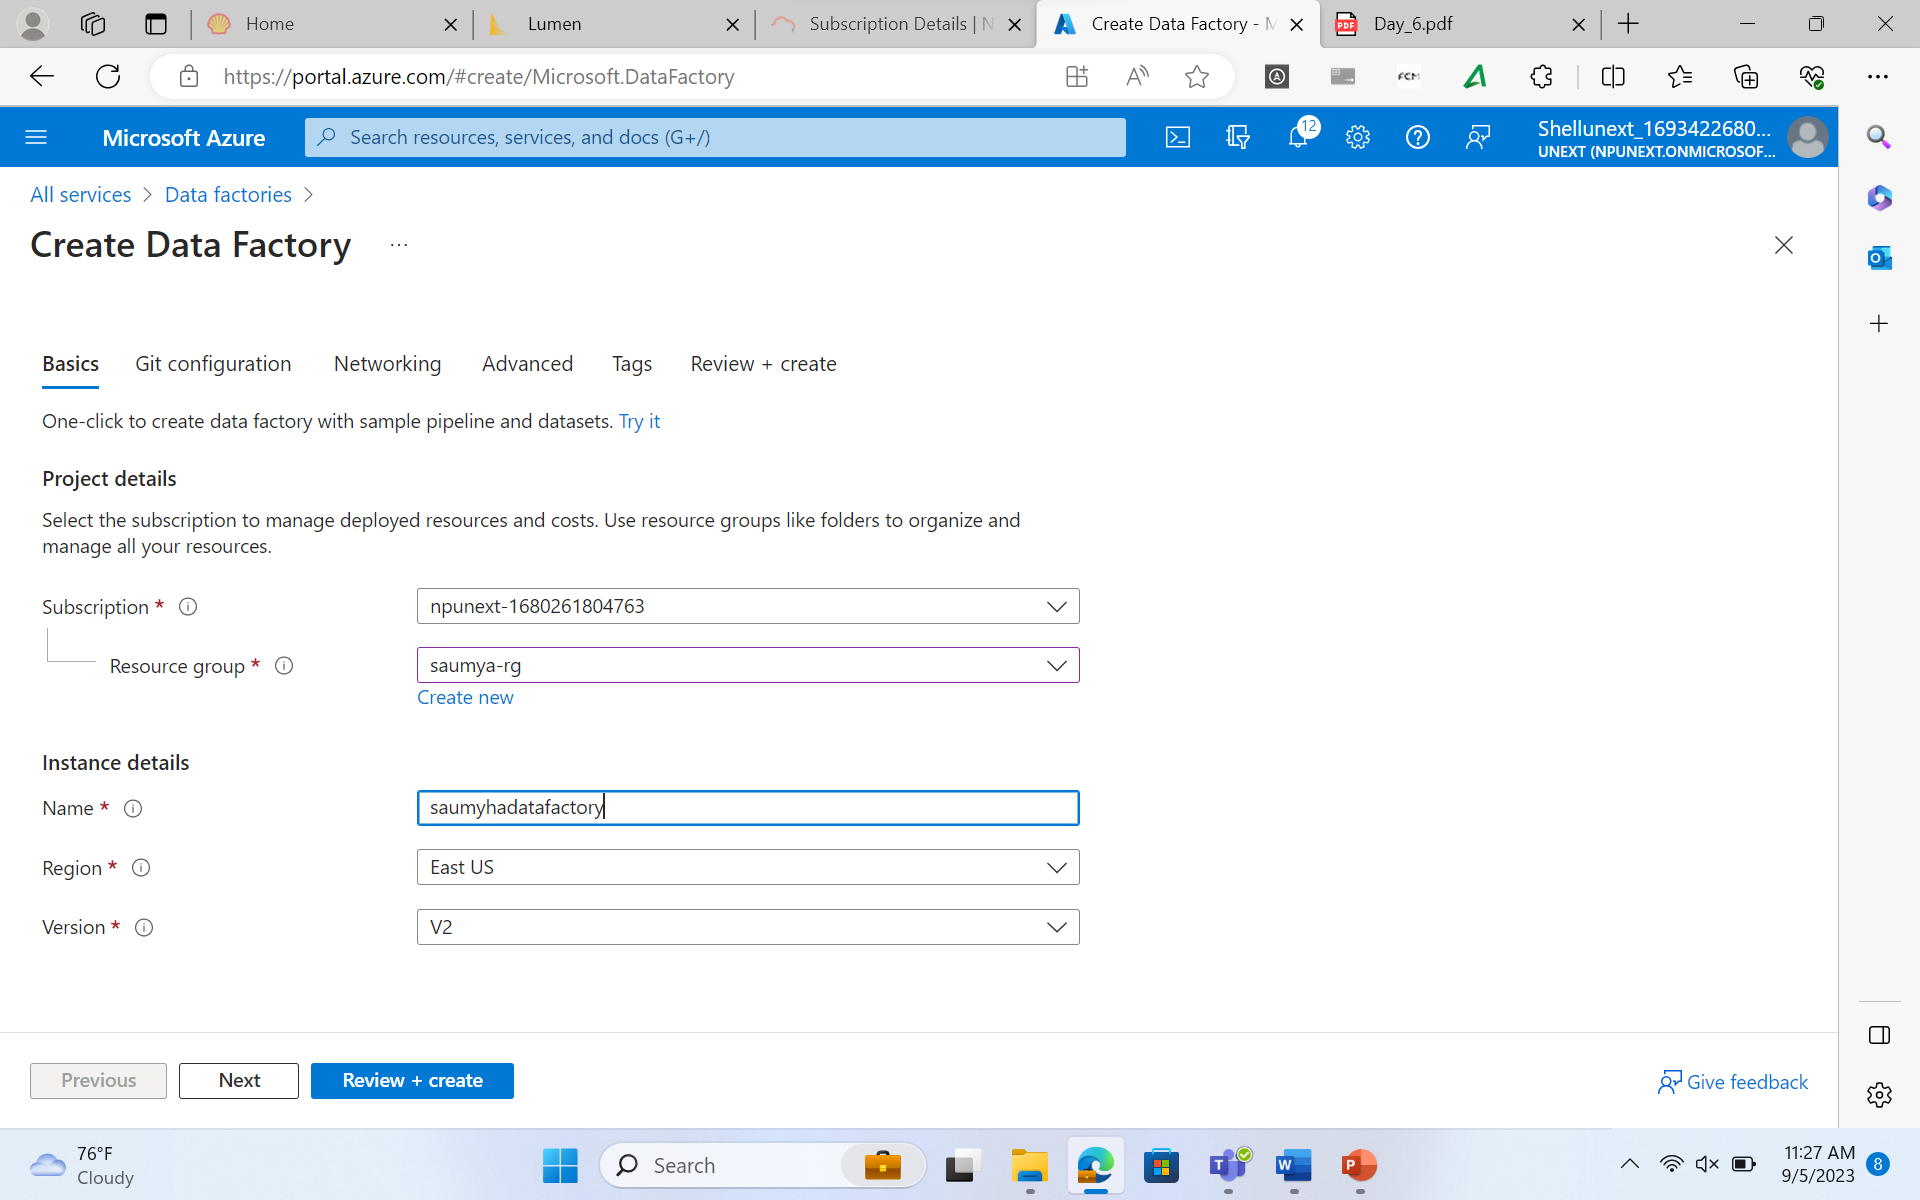 Home
Lumen
Subscription Details | N
Create Data Factory - M
Day_6.pdf
https://portal.azure.com/#create/Microsoft.DataFactory
Microsoft Azure
Search resources, services, and docs (G+/)
12
Shellunext_1693422680...
UNEXT (NPUNEXT.ONMICROSOF...
All services > Data factories >
Create Data Factory ...
Basics
Git configuration
Networking
Advanced
Tags
Review + create
One-click to create data factory with sample pipeline and datasets. Try it
Project details
Select the subscription to manage deployed resources and costs. Use resource groups like folders to organize and
manage all your resources.
Subscription *
npunext-1680261804763
Resource group *
saumya-rg
Create new
Instance details
Name *
saumyhadatafactory
Region *
East US
Version *
V2
Previous
Next
Review + create
Give feedback
76°F
Cloudy
Search
11:27 AM
9/5/2023
8